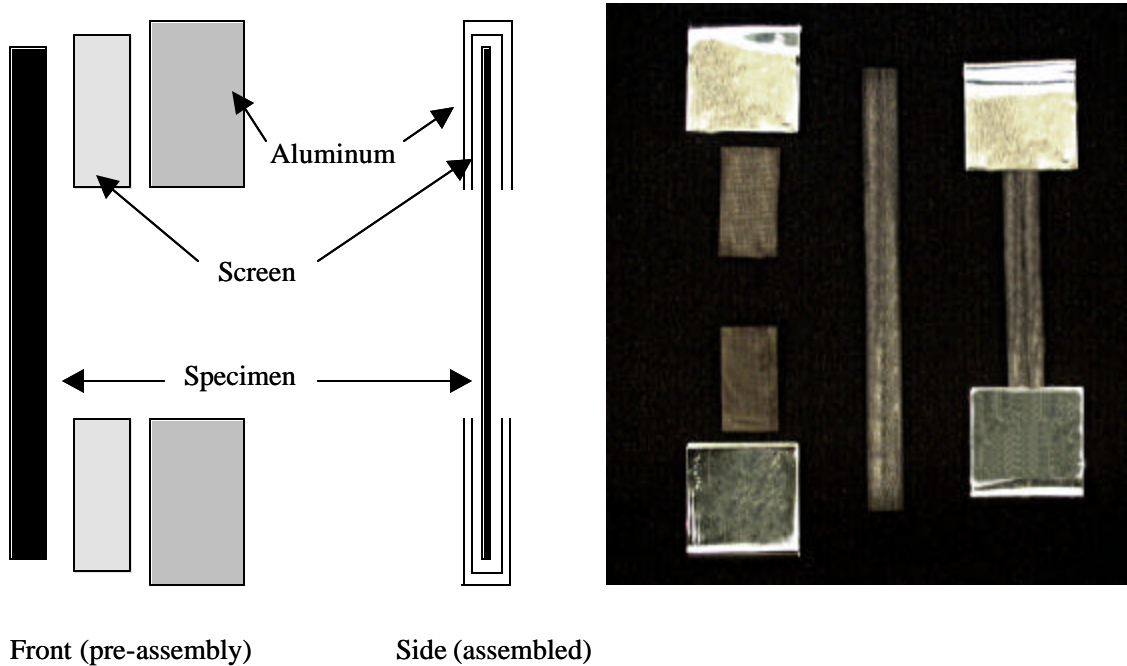 Aluminum
Screen
Specimen
Front (pre-assembly)
Side (assembled)